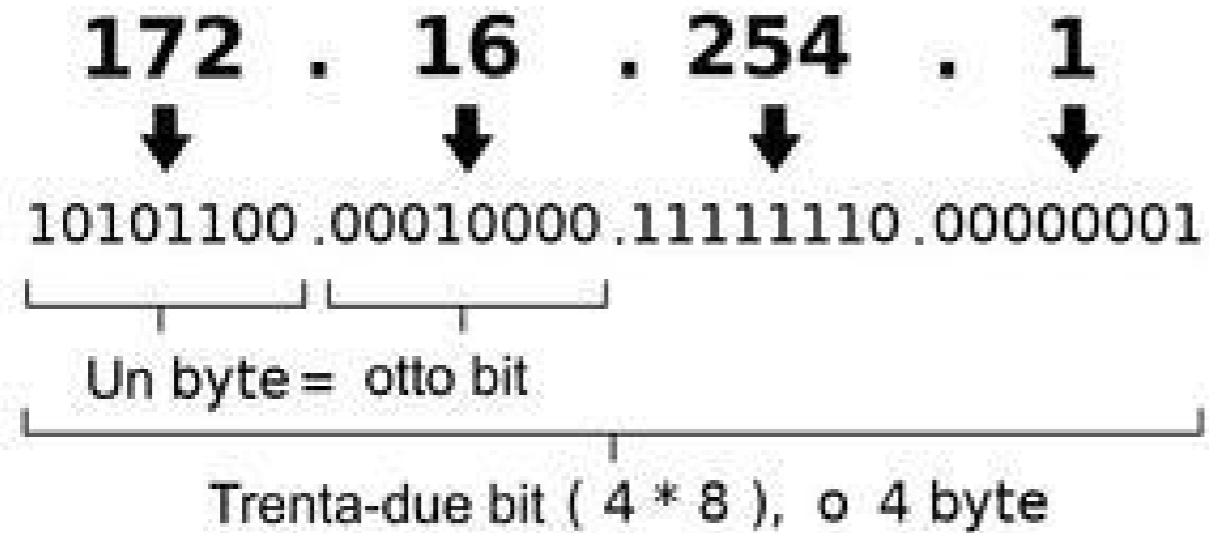 172 . 16 . 254 . 1
10101100 .00010000 .11111110 .00000001
Un byte = otto bit
Trenta-due bit ( 4 * 8 ), o 4 byte